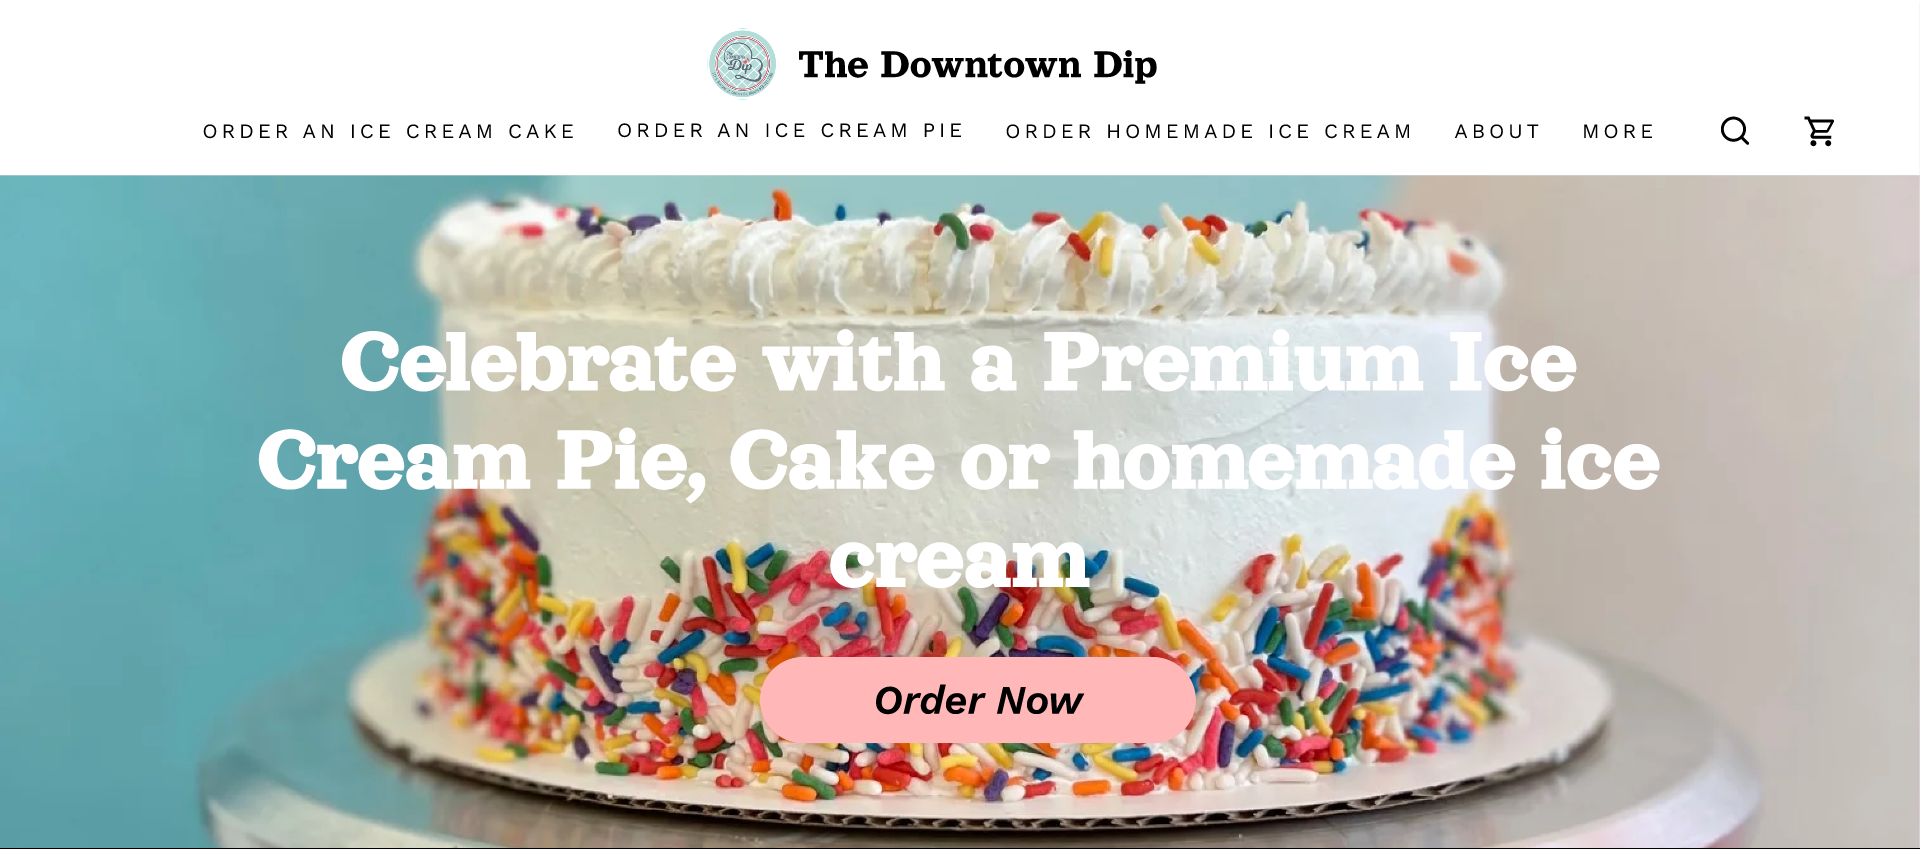 Dip
The Downtown Dip
ORDER AN ICE CREAM CAKE ORDER AN ICE CREAM PIE ORDER HOMEMADE ICE CREAM ABOUT MORE
Celebrate with a Premium Ice
Cream Pie, Cake or homemade ice
cream
Order Now